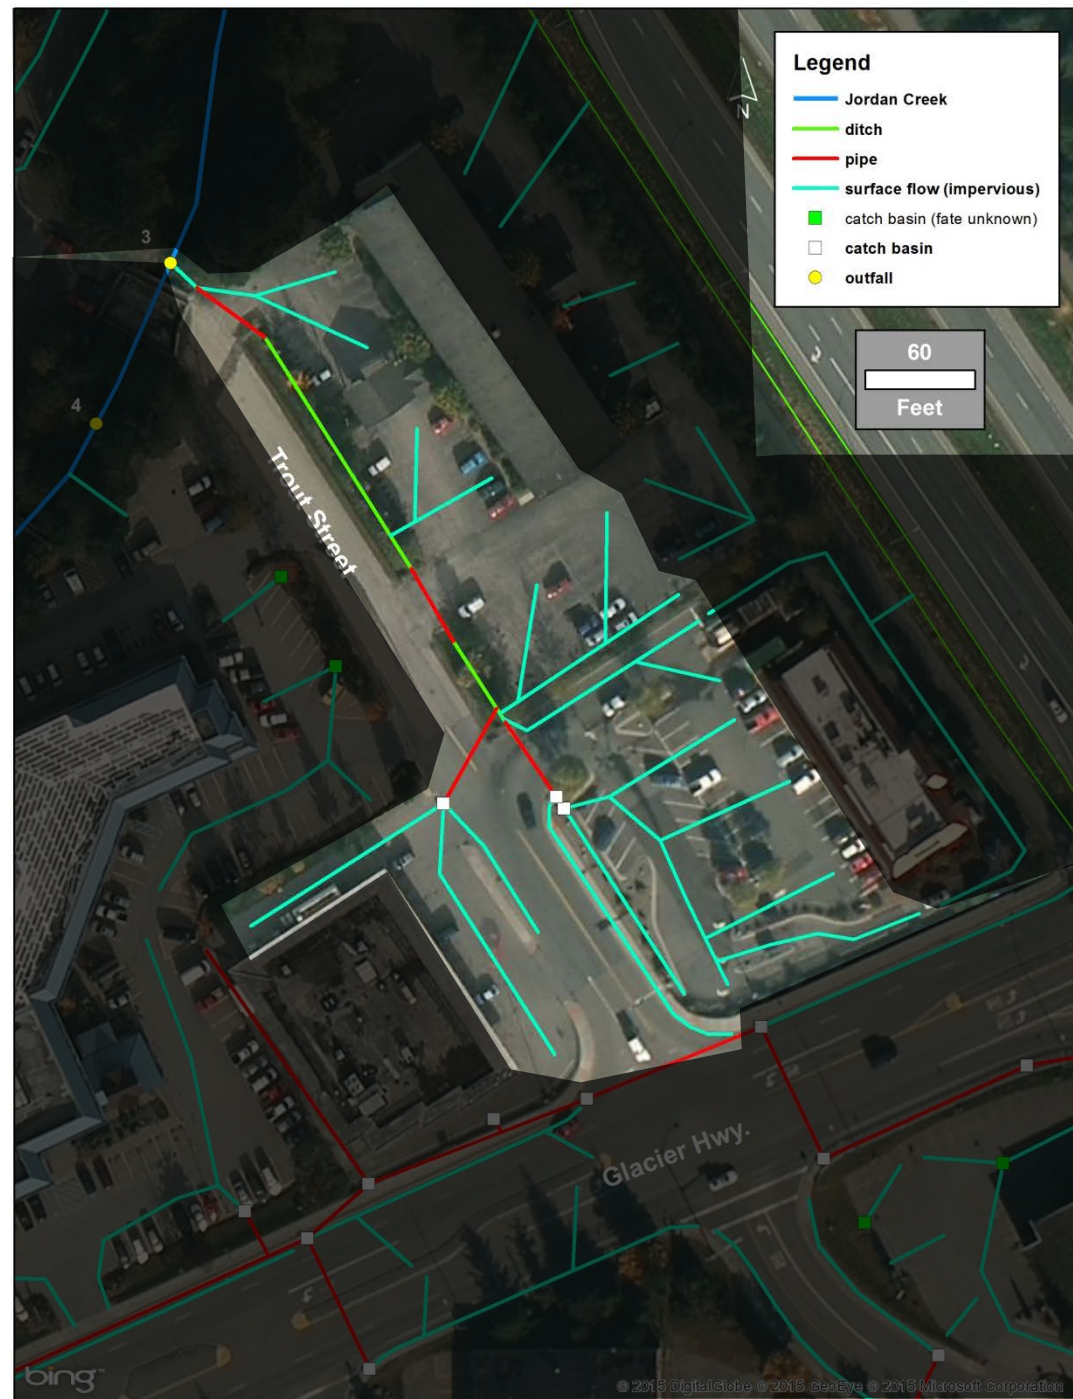 Legend
Jordan Creek
ditch
pipe
surface flow (impervious)
catch basin (fate unknown)
catch basin
outfall
N
60
Feet
3
4
Trout Street
Glacier Hwy.
bing™
© 2015 DigitalGlobe © 2015 GeoEye © 2015 Microsoft Corporation